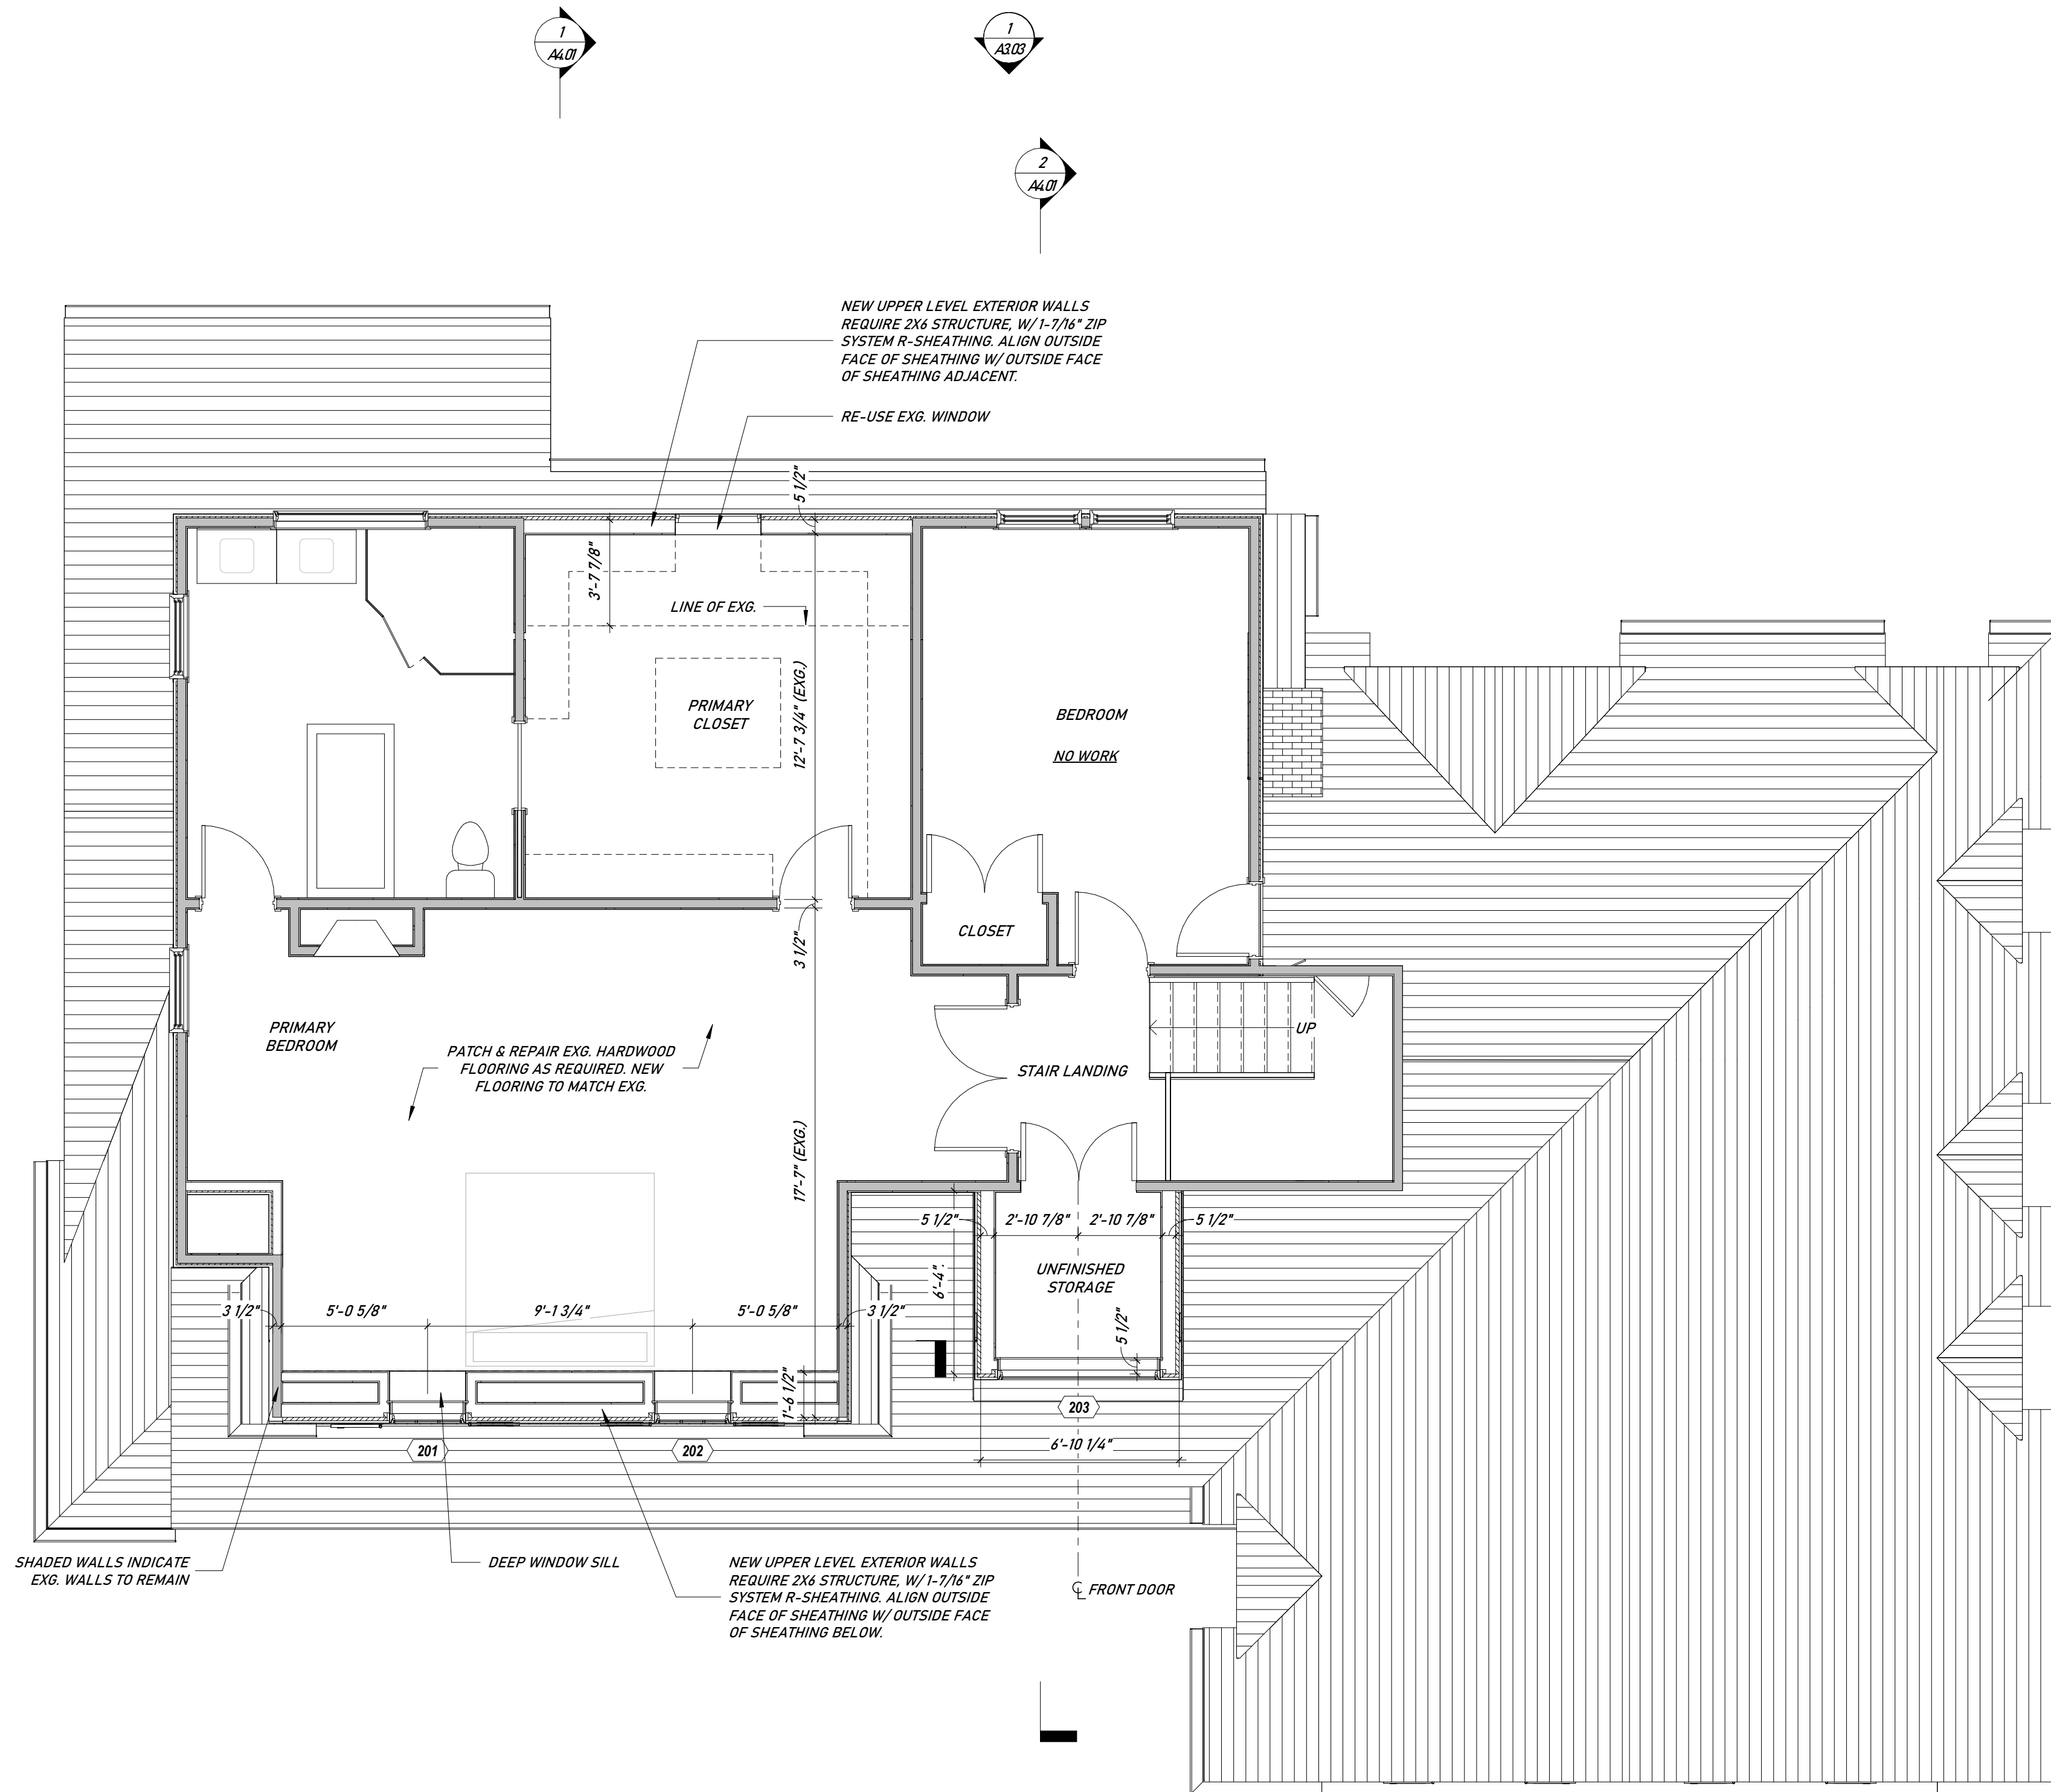 1
A4.01
1
A3.03
2
A4.01
NEW UPPER LEVEL EXTERIOR WALLS
REQUIRE 2X6 STRUCTURE, W/ 1-7/16" ZIP
SYSTEM R-SHEATHING. ALIGN OUTSIDE
FACE OF SHEATHING W/ OUTSIDE FACE
OF SHEATHING ADJACENT.
RE-USE EXG. WINDOW
5 1/2"
3'-7 7/8"
LINE OF EXG.
12'-7 3/4" (EXG.)
PRIMARY
CLOSET
BEDROOM
NO WORK
CLOSET
3 1/2"
PRIMARY
BEDROOM
PATCH & REPAIR EXG. HARDWOOD
FLOORING AS REQUIRED. NEW
FLOORING TO MATCH EXG.
UP
STAIR LANDING
17'-7" (EXG.)
5 1/2"
2'-10 7/8"
2'-10 7/8"
5 1/2"
UNFINISHED
STORAGE
6'-4"
5 1/2"
3 1/2"
5'-0 5/8"
9'-1 3/4"
5'-0 5/8"
3 1/2"
1'-6 1/2"
203
201
202
6'-10 1/4"
SHADED WALLS INDICATE
EXG. WALLS TO REMAIN
DEEP WINDOW SILL
NEW UPPER LEVEL EXTERIOR WALLS
REQUIRE 2X6 STRUCTURE, W/ 1-7/16" ZIP
SYSTEM R-SHEATHING. ALIGN OUTSIDE
FACE OF SHEATHING W/ OUTSIDE FACE
OF SHEATHING BELOW.
℄ FRONT DOOR